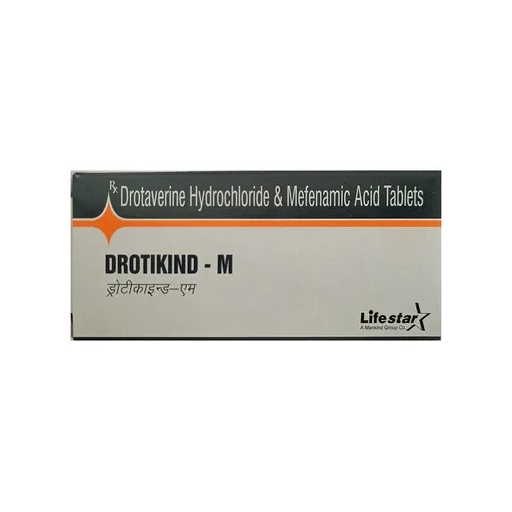 Rx Drotaverine Hydrochloride & Mefenamic Acid Tablets
DROTIKIND - M
ड्रोटीकाइन्ड-एम
Lifestar
A Mankind Group Co.